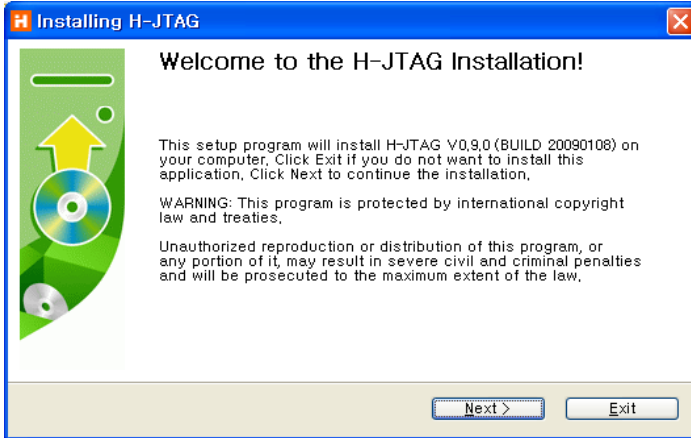 H Installing H-JTAG
Welcome to the H-JTAG Installation!
This setup program will install H-JTAG V0,9,0 (BUILD 20090108) on
your computer, Click Exit if you do not want to install this
application, Click Next to continue the installation,
WARNING: This program is protected by international copyright
law and treaties,
Unauthorized reproduction or distribution of this program, or
any portion of it, may result in severe civil and criminal penalties
and will be prosecuted to the maximum extent of the law,
Next >
Exit